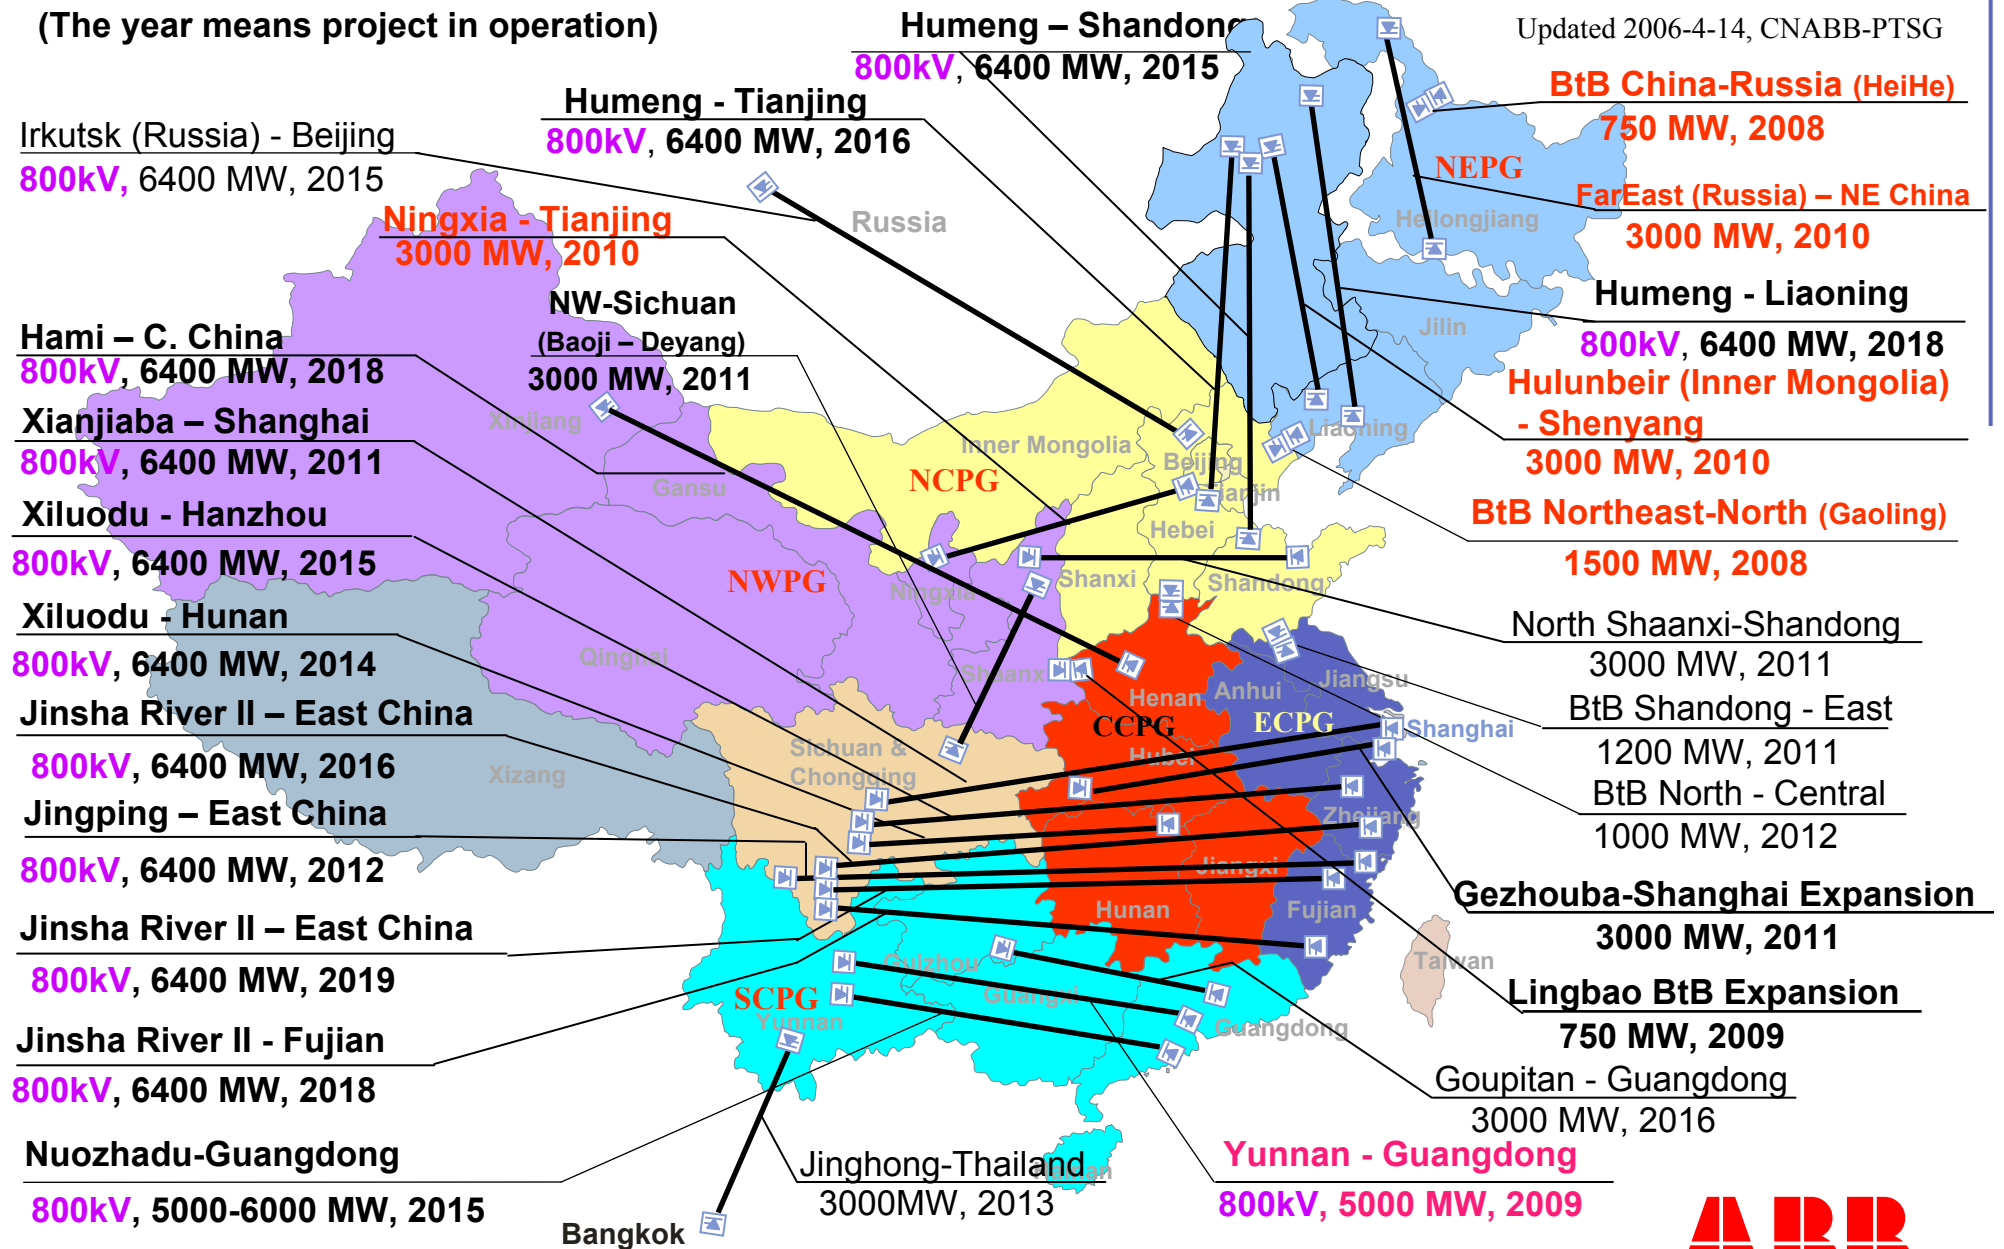 (The year means project in operation)
Humeng – Shandong
800kV, 6400 MW, 2015
Updated 2006-4-14, CNABB-PTSG
BtB China-Russia (HeiHe)
750 MW, 2008
Humeng - Tianjing
800kV, 6400 MW, 2016
Irkutsk (Russia) - Beijing
800kV, 6400 MW, 2015
NEPG
FarEast (Russia) – NE China
3000 MW, 2010
Heilongjiang
Russia
Ningxia - Tianjing
3000 MW, 2010
NW-Sichuan
(Baoji – Deyang)
3000 MW, 2011
Humeng - Liaoning
800kV, 6400 MW, 2018
Jilin
Hami – C. China
800kV, 6400 MW, 2018
Hulunbeir (Inner Mongolia)
- Shenyang
3000 MW, 2010
Xianjiaba – Shanghai
800kV, 6400 MW, 2011
Xinjiang
Inner Mongolia
Liaoning
Beijing
NCPG
Gansu
Tianjin
BtB Northeast-North (Gaoling)
1500 MW, 2008
Xiluodu - Hanzhou
800kV, 6400 MW, 2015
Hebei
NWPG
Ningxia
Shanxi
Shandong
Xiluodu - Hunan
800kV, 6400 MW, 2014
North Shaanxi-Shandong
3000 MW, 2011
Qinghai
Shaanxi
Henan
Anhui
Jiangsu
Jinsha River II – East China
800kV, 6400 MW, 2016
BtB Shandong - East
1200 MW, 2011
CCPG
ECPG
Shanghai
Sichuan &
Chongqing
Hubei
Xizang
BtB North - Central
1000 MW, 2012
Jingping – East China
800kV, 6400 MW, 2012
Zhejiang
Jiangxi
Gezhouba-Shanghai Expansion
3000 MW, 2011
Hunan
Fujian
Jinsha River II – East China
800kV, 6400 MW, 2019
Guizhou
Taiwan
SCPG
Yunnan
Guangxi
Guangdong
Lingbao BtB Expansion
750 MW, 2009
Jinsha River II - Fujian
800kV, 6400 MW, 2018
Goupitan - Guangdong
3000 MW, 2016
Nuozhadu-Guangdong
800kV, 5000-6000 MW, 2015
Jinghong-Thailand
3000MW, 2013
Hainan
Yunnan - Guangdong
800kV, 5000 MW, 2009
Bangkok
ABB